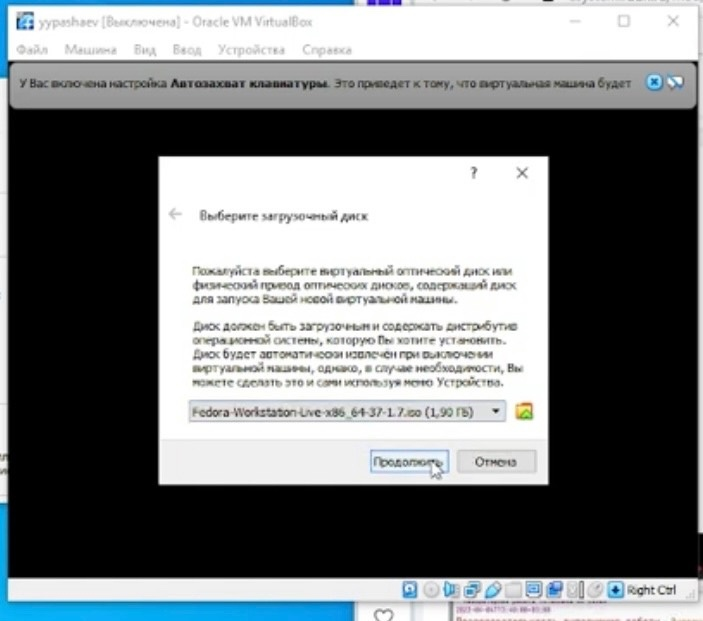 yypashaev [Выключена] - Oracle VM VirtualBox
Файл Машина Вид Ввод Устройства Справка
У Вас включена настройка Автозахват клавиатуры. Это приведет к тому, что виртуальная машина будет
?
Выберите загрузочный диск
Пожалуйста выберите виртуальный оптический диск или
физический привод оптических дисков, содержащий диск
для запуска Вашей новой виртуальной машины.
Диск должен быть загрузочным и содержать дистрибутив
операционной системы, которую Вы хотите установить.
Диск будет автоматически извлечён при выключении
виртуальной машины, однако, в случае необходимости, Вы
можете сделать это и сами используя меню Устройства.
Fedora-Workstation-Live-x86_64-37-1.7.iso (1,90 ГБ)
Продолжить Отмена
Right Ctrl